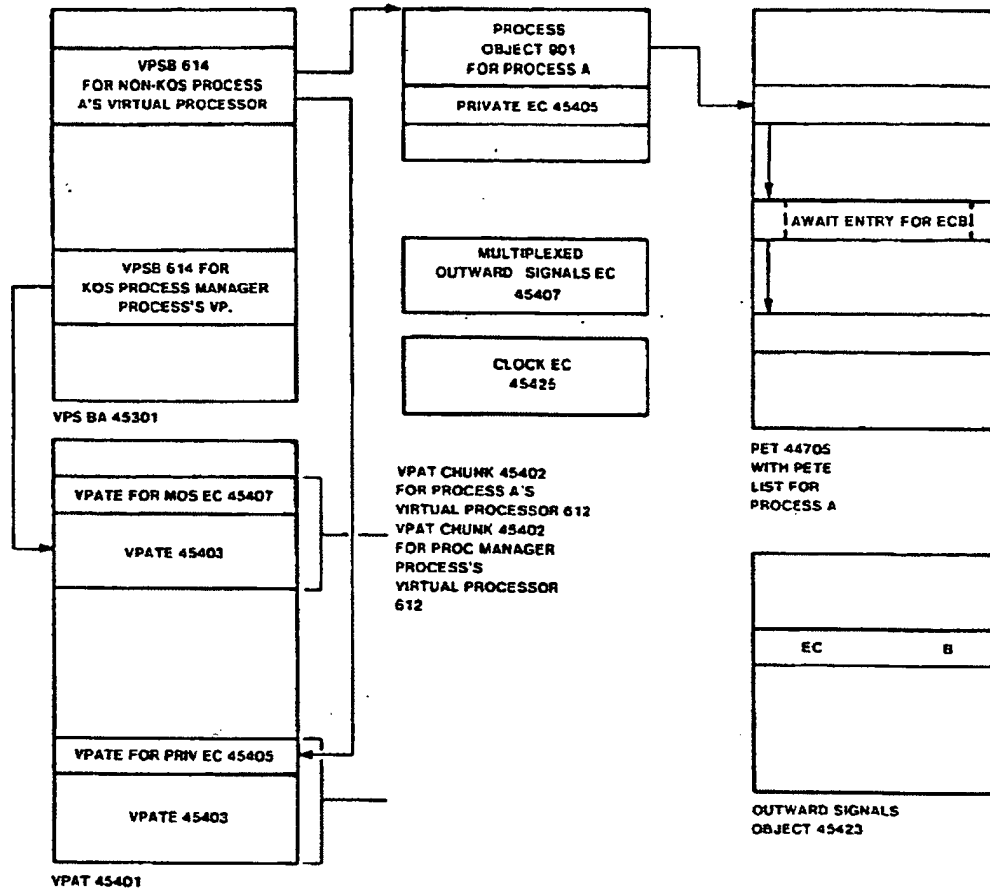 VPSB 614
FOR NON-KOS PROCESS
A'S VIRTUAL PROCESSOR
VPSB 614 FOR
KOS PROCESS MANAGER
PROCESS'S VP.
VPS BA 45301
PROCESS
OBJECT 901
FOR PROCESS A
PRIVATE EC 45405
MULTIPLEXED
OUTWARD SIGNALS EC
45407
CLOCK EC
45425
AWAIT ENTRY FOR ECB
PET 44705
WITH PETE
LIST FOR
PROCESS A
VPATE FOR MOS EC 45407
VPATE 45403
VPATE FOR PRIV EC 45405
VPATE 45403
VPAT 45401
VPAT CHUNK 45402
FOR PROCESS A'S
VIRTUAL PROCESSOR 612
VPAT CHUNK 45402
FOR PROC MANAGER
PROCESS'S
VIRTUAL PROCESSOR
612
EC B
OUTWARD SIGNALS
OBJECT 45423